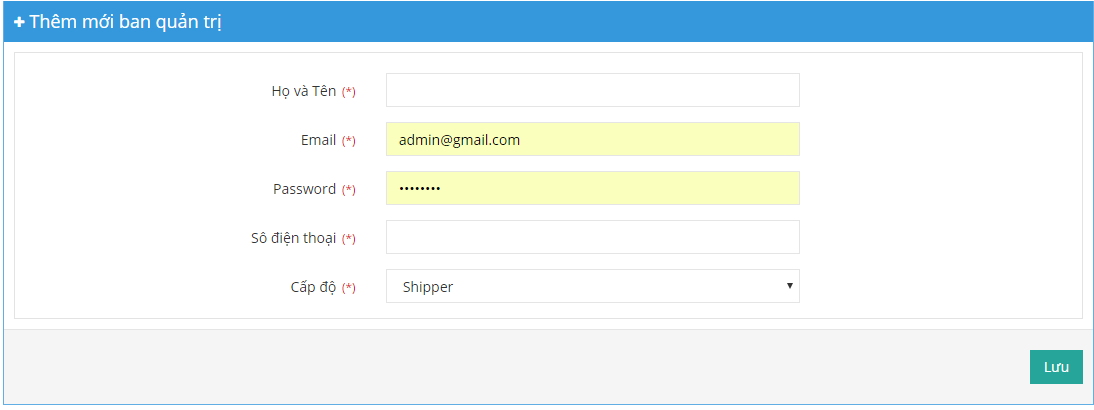 Thêm mới ban quản trị
Họ và Tên (*)
Email (*) admin@gmail.com
Password (*) ••••••••
Sô điện thoại (*)
Cấp độ (*) Shipper
Lưu